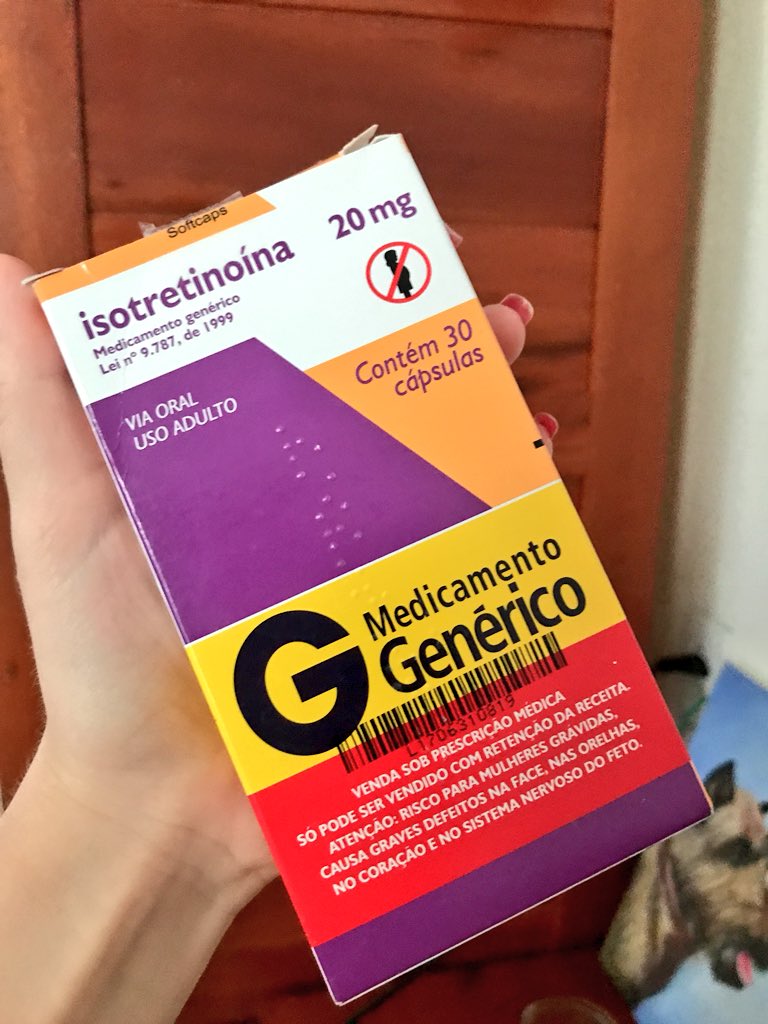 Softcaps
isotretinoína 20 mg
Medicamento genérico
Lei nº 9.787, de 1999
Contém 30
cápsulas
VIA ORAL
USO ADULTO
G Medicamento
Genérico
L1706310819
VENDA SOB PRESCRIÇÃO MÉDICA
SÓ PODE SER VENDIDO COM RETENÇÃO DA RECEITA.
ATENÇÃO: RISCO PARA MULHERES GRÁVIDAS,
CAUSA GRAVES DEFEITOS NA FACE, NAS ORELHAS,
NO CORAÇÃO E NO SISTEMA NERVOSO DO FETO.